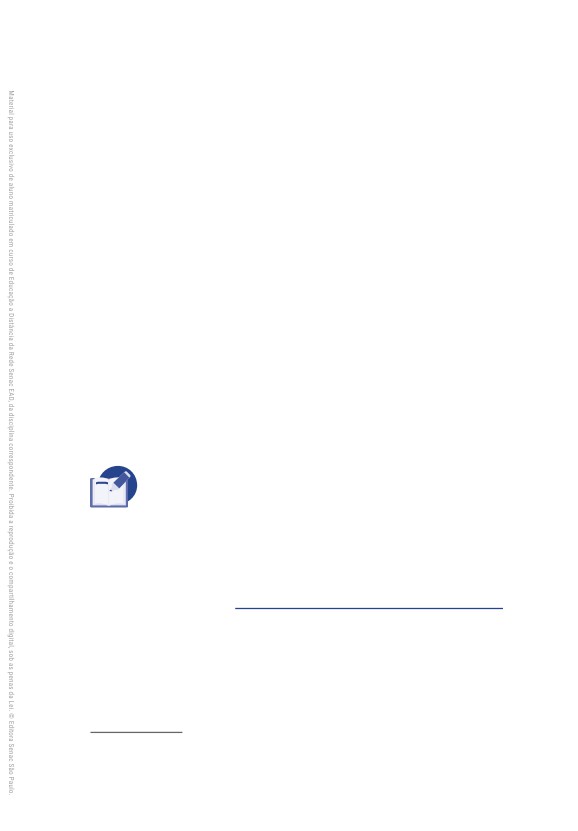 Material para uso exclusivo de aluno matriculado em curso de Educação a Distância da Rede Senac EAD, da disciplina correspondente. Proibida a reprodução e o compartilhamento digital, sob as penas da Lei. © Editora Senac São Paulo.